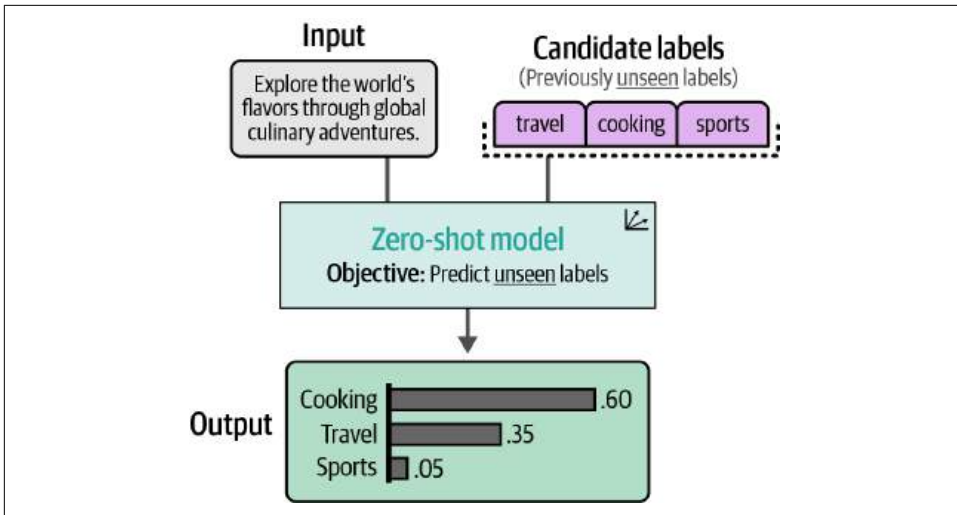 Input
Explore the world's
flavors through global
culinary adventures.
Candidate labels
(Previously unseen labels)
travel cooking sports
Zero-shot model
Objective: Predict unseen labels
Output
Cooking .60
Travel .35
Sports .05